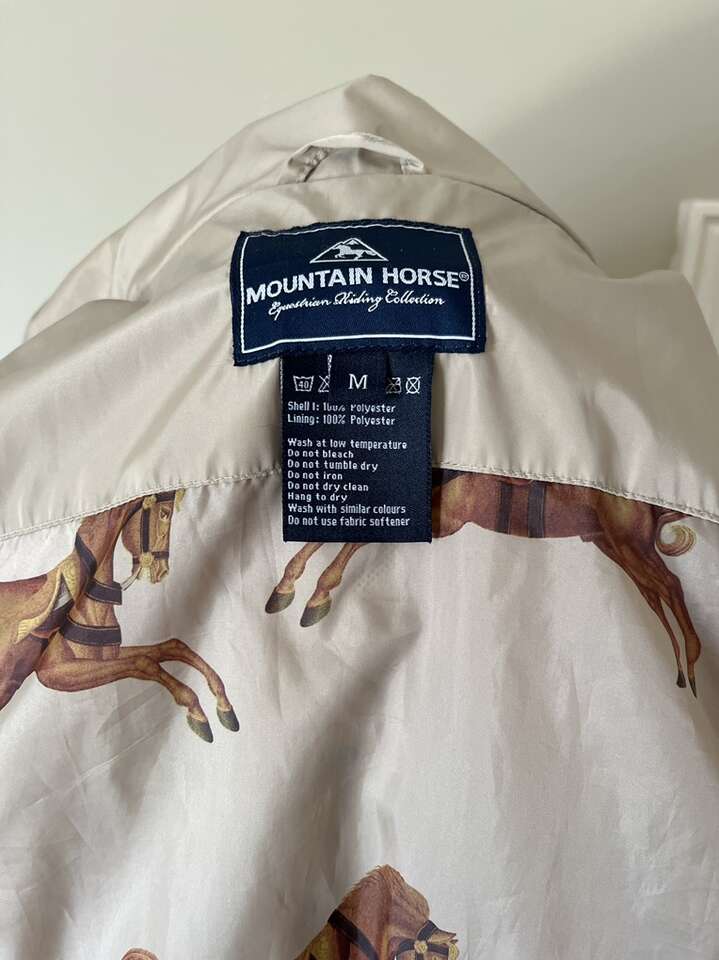 MOUNTAIN HORSE®
Equestrian Riding Collection
40 M
Shell 1: 100% Polyester
Lining: 100% Polyester
Wash at low temperature
Do not bleach
Do not tumble dry
Do not iron
Do not dry clean
Hang to dry
Wash with similar colours
Do not use fabric softener